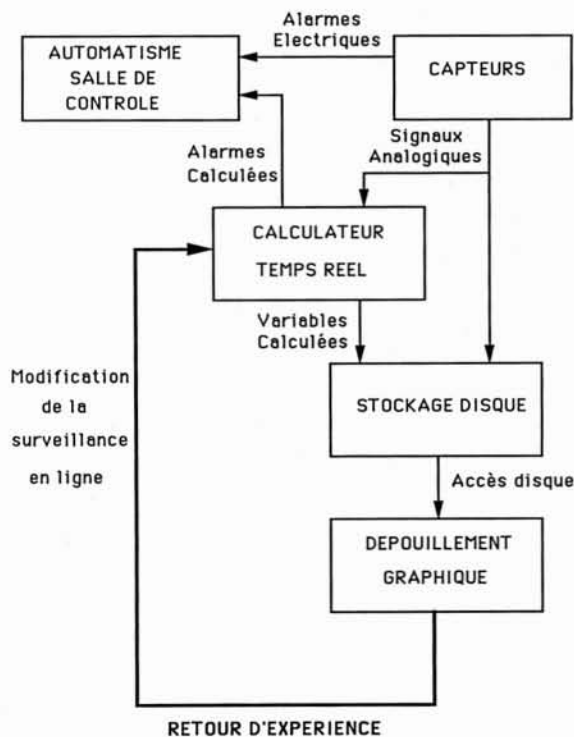 Alarmes
Electriques
AUTOMATISME
SALLE DE
CONTROLE
CAPTEURS
Alarmes
Calculées
Signaux
Analogiques
CALCULATEUR
TEMPS REEL
Variables
Calculées
Modification
de la
surveillance
en ligne
STOCKAGE DISQUE
Accès disque
DEPOUILLEMENT
GRAPHIQUE
RETOUR D'EXPERIENCE